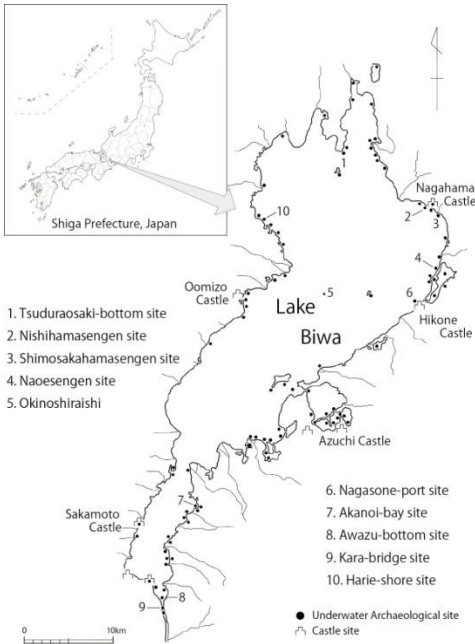 Shiga Prefecture, Japan
1
Nagahama
Castle
2
3
10
4
Oomizo
Castle
5
6
Lake
Biwa
Hikone
Castle
1. Tsuduraosaki-bottom site
2. Nishihamasengen site
3. Shimosakahamasengen site
4. Naoesengen site
5. Okinoshiraishi
Azuchi Castle
7
Sakamoto
Castle
6. Nagasone-port site
7. Akanoi-bay site
8. Awazu-bottom site
9. Kara-bridge site
10. Harie-shore site
8
9
Underwater Archaeological site
Castle site
0
10km